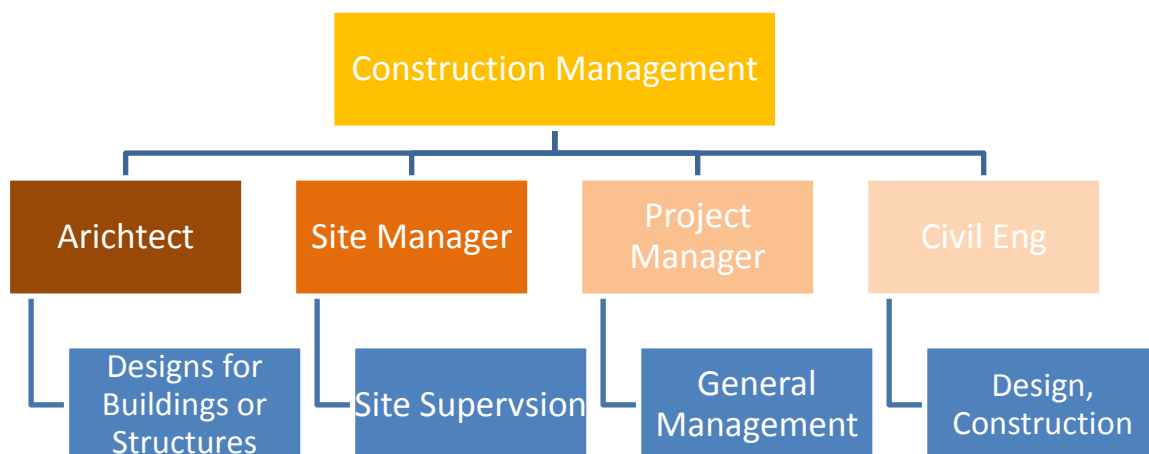 Construction Management
Arichtect
Site Manager
Project
Manager
Civil Eng
Designs for
Buildings or
Structures
Site Supervsion
General
Management
Design,
Construction